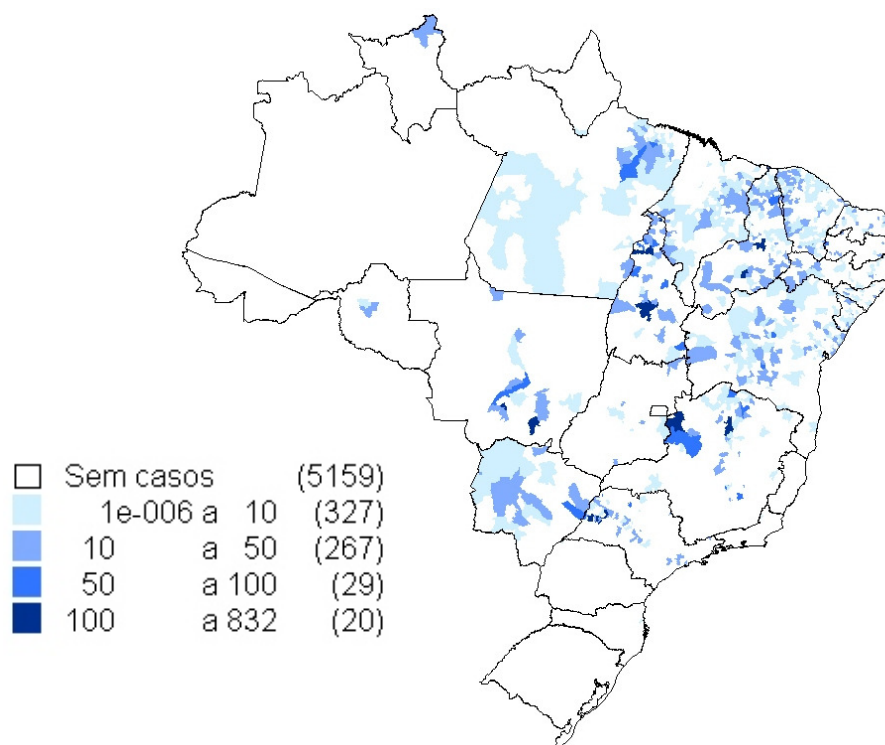 Sem casos (5159)
1e-006 a 10 (327)
10 a 50 (267)
50 a 100 (29)
100 a 832 (20)